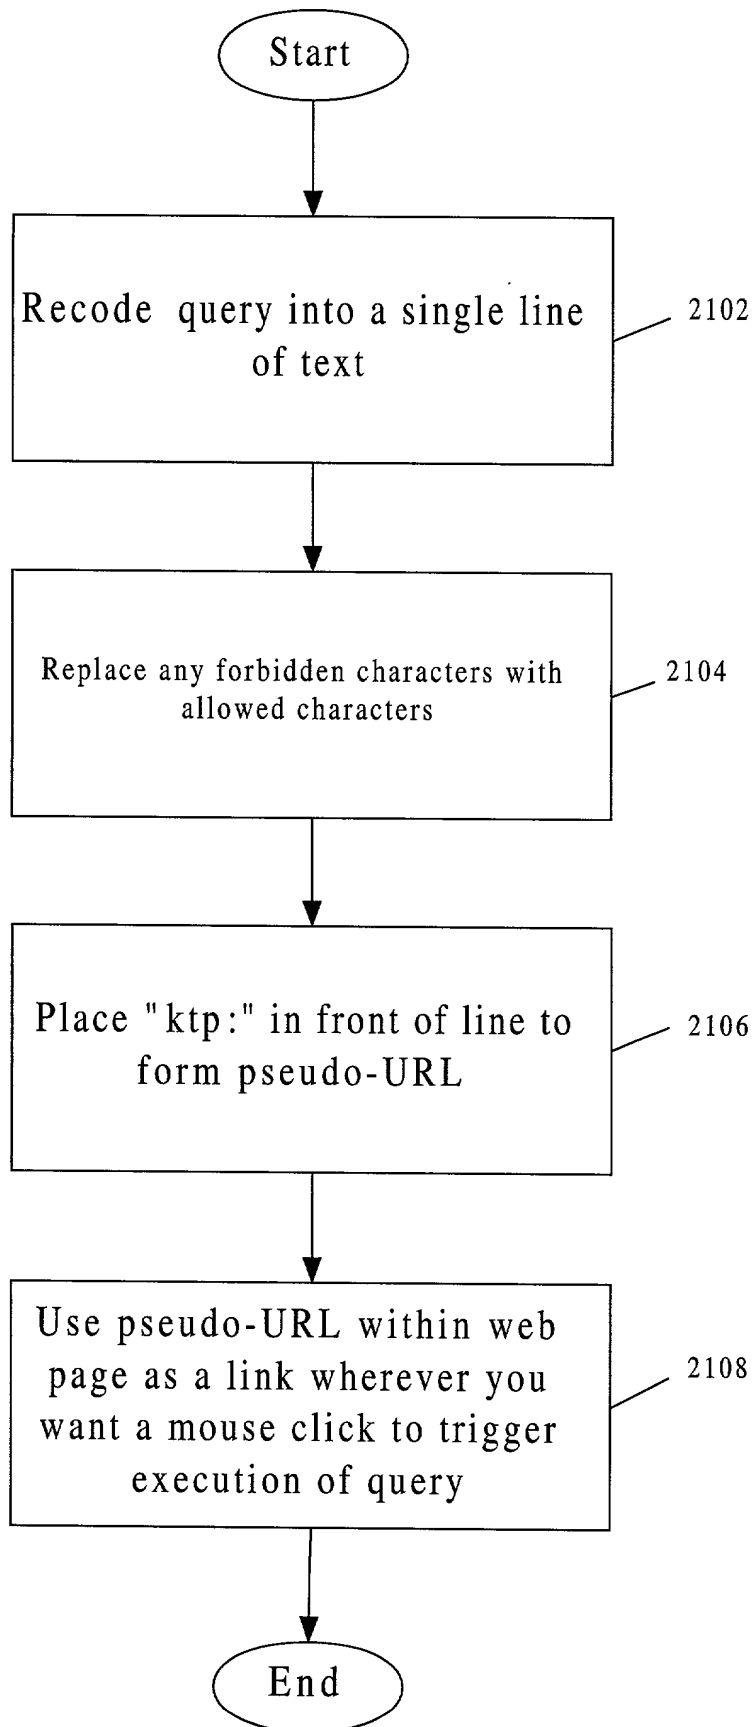 Start
Recode query into a single line
of text
2102
Replace any forbidden characters with
allowed characters
2104
Place "ktp:" in front of line to
form pseudo-URL
2106
Use pseudo-URL within web
page as a link wherever you
want a mouse click to trigger
execution of query
2108
End